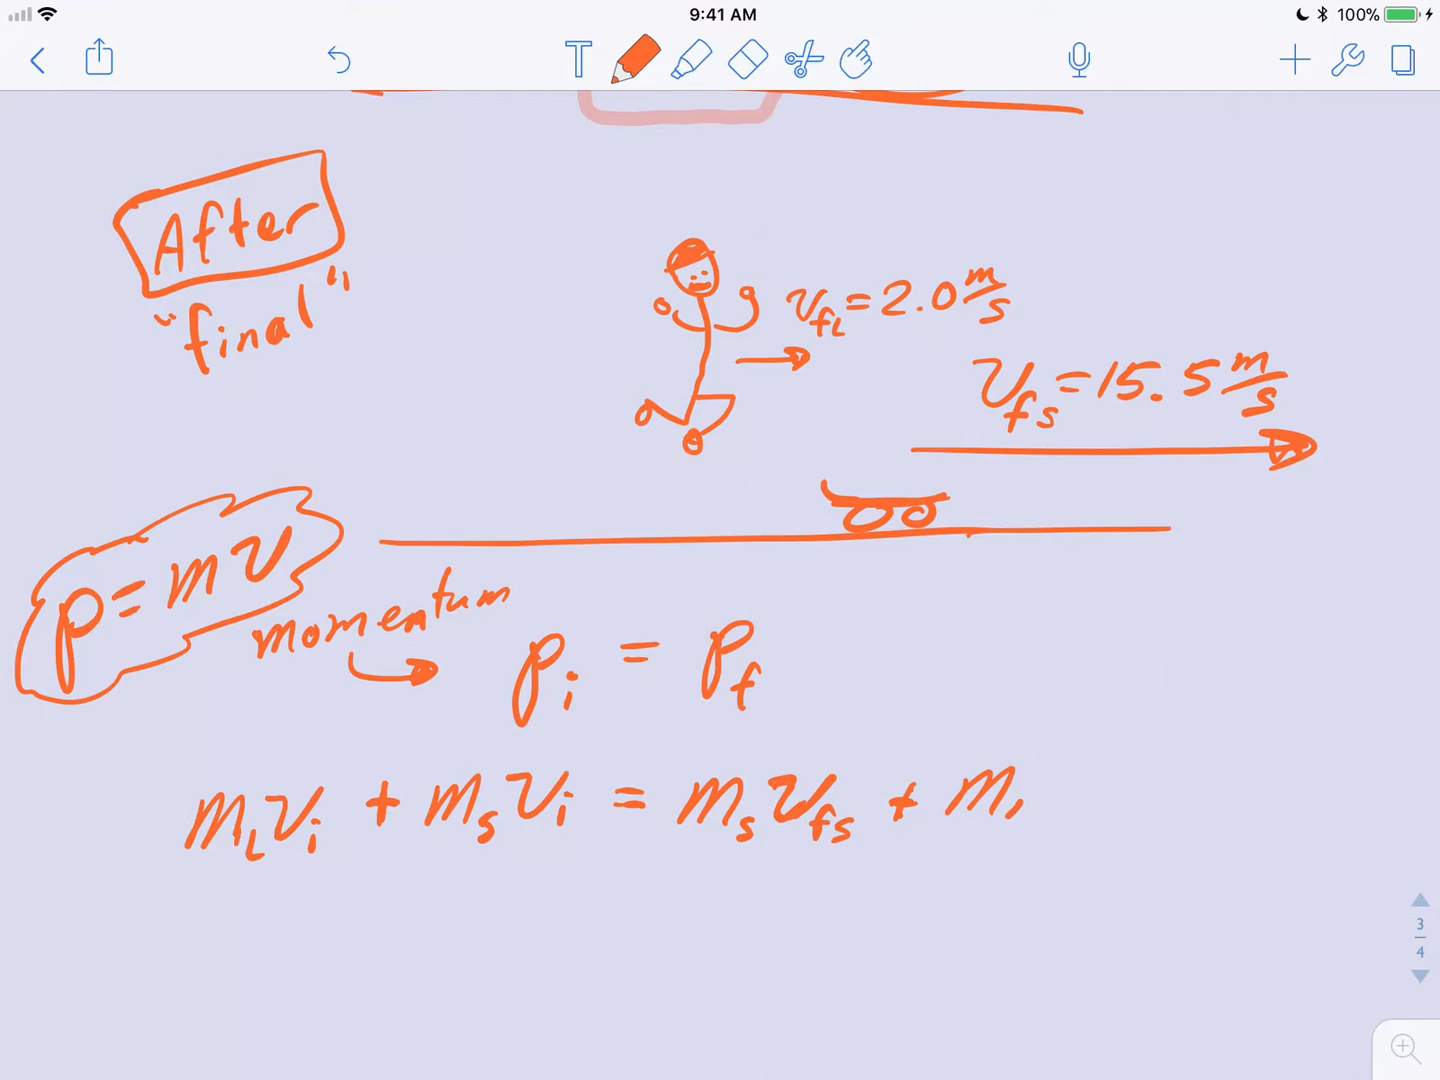 9:41 AM
100%
T
After
"final"
v_fL = 2.0 m/s
v_fs = 15.5 m/s
p = mv
momentum
p_i = p_f
m_L v_i + m_s v_i = m_s v_fs + m
3
4